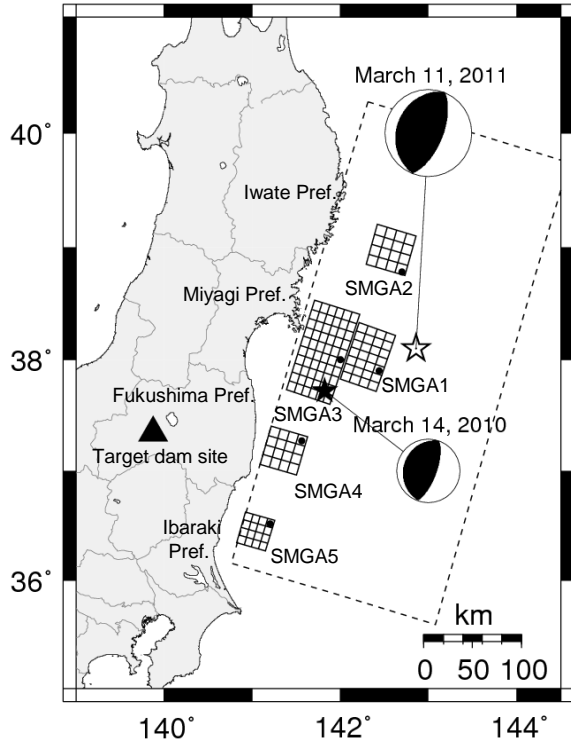 March 11, 2011
40°
Iwate Pref.
SMGA2
Miyagi Pref.
38°
SMGA1
Fukushima Pref.
SMGA3
March 14, 2010
Target dam site
SMGA4
Ibaraki
Pref.
SMGA5
36°
km
0 50 100
140° 142° 144°